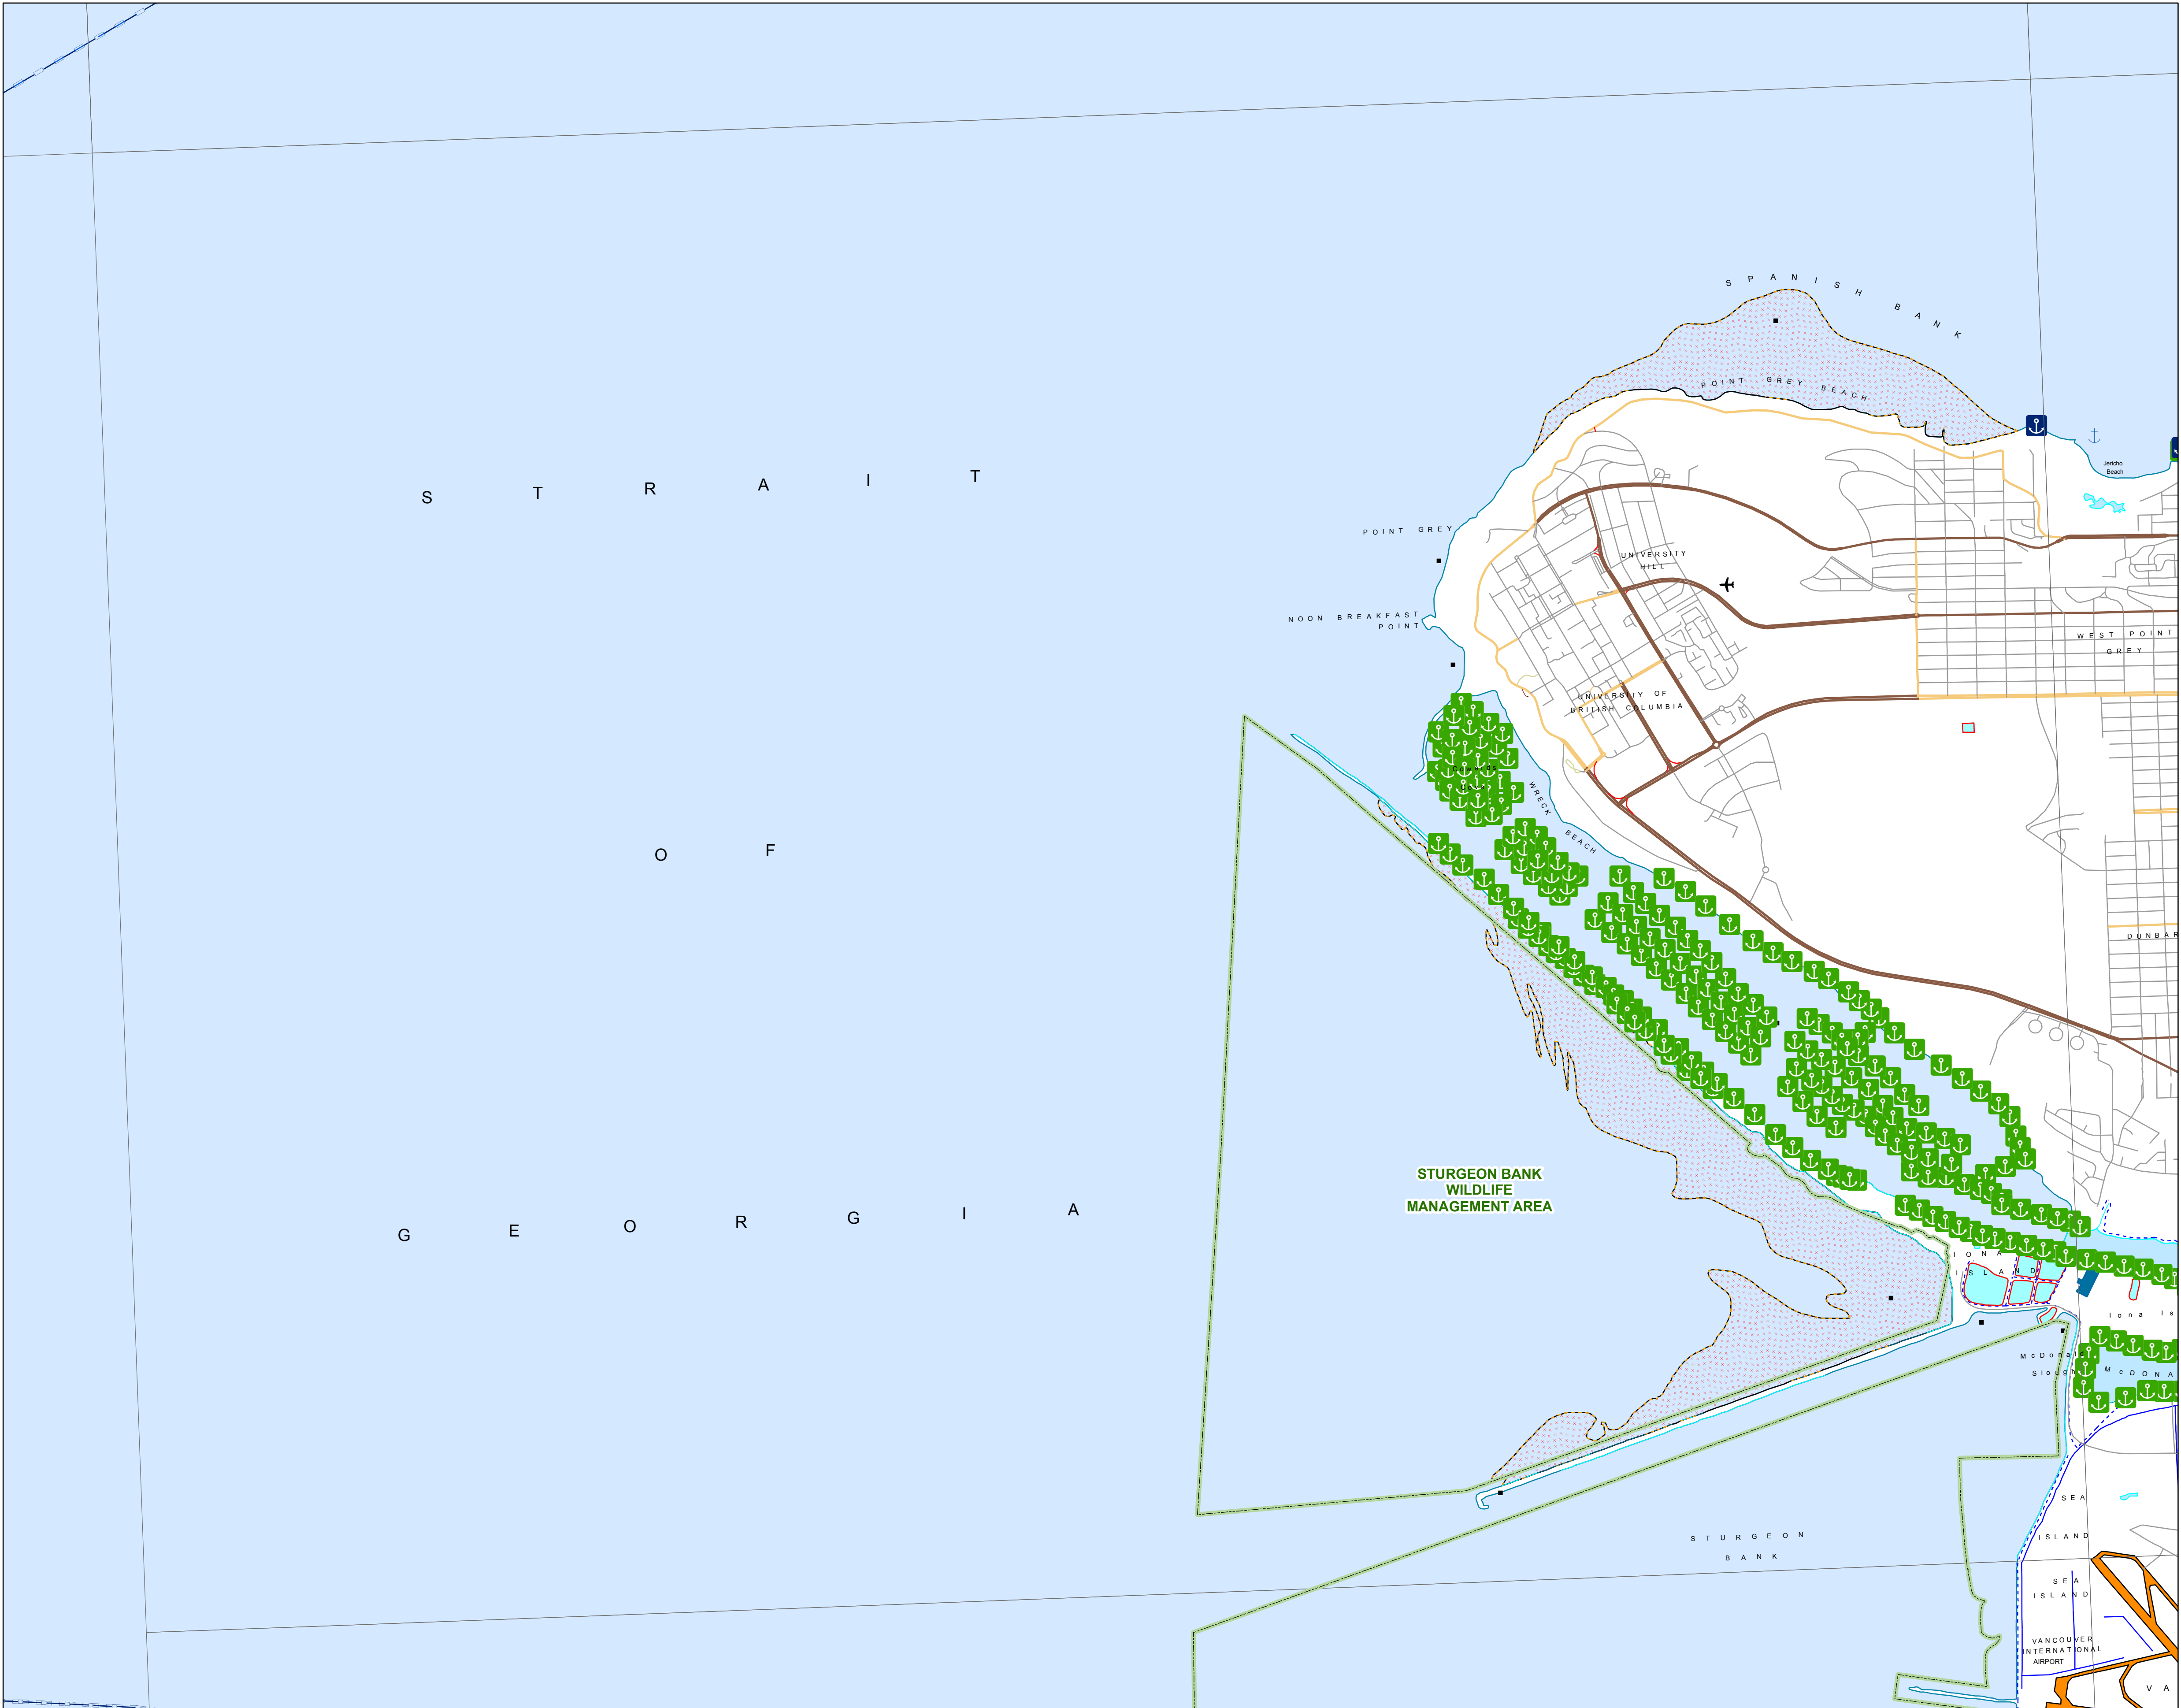 SPANISH BANK
POINT GREY BEACH
Jericho
Beach
STRAIT
POINT GREY
UNIVERSITY
HILL
NOON BREAKFAST
POINT
WEST POINT
GREY
UNIVERSITY OF
BRITISH COLUMBIA
WRECK BEACH
OF
DUNBAR
STURGEON BANK
WILDLIFE
MANAGEMENT AREA
GEORGIA
IONA
ISLAND
Iona Is
McDonald
Slough
McDONA
SEA
ISLAND
STURGEON
BANK
SEA
ISLAND
VANCOUVER
INTERNATIONAL
AIRPORT
VA